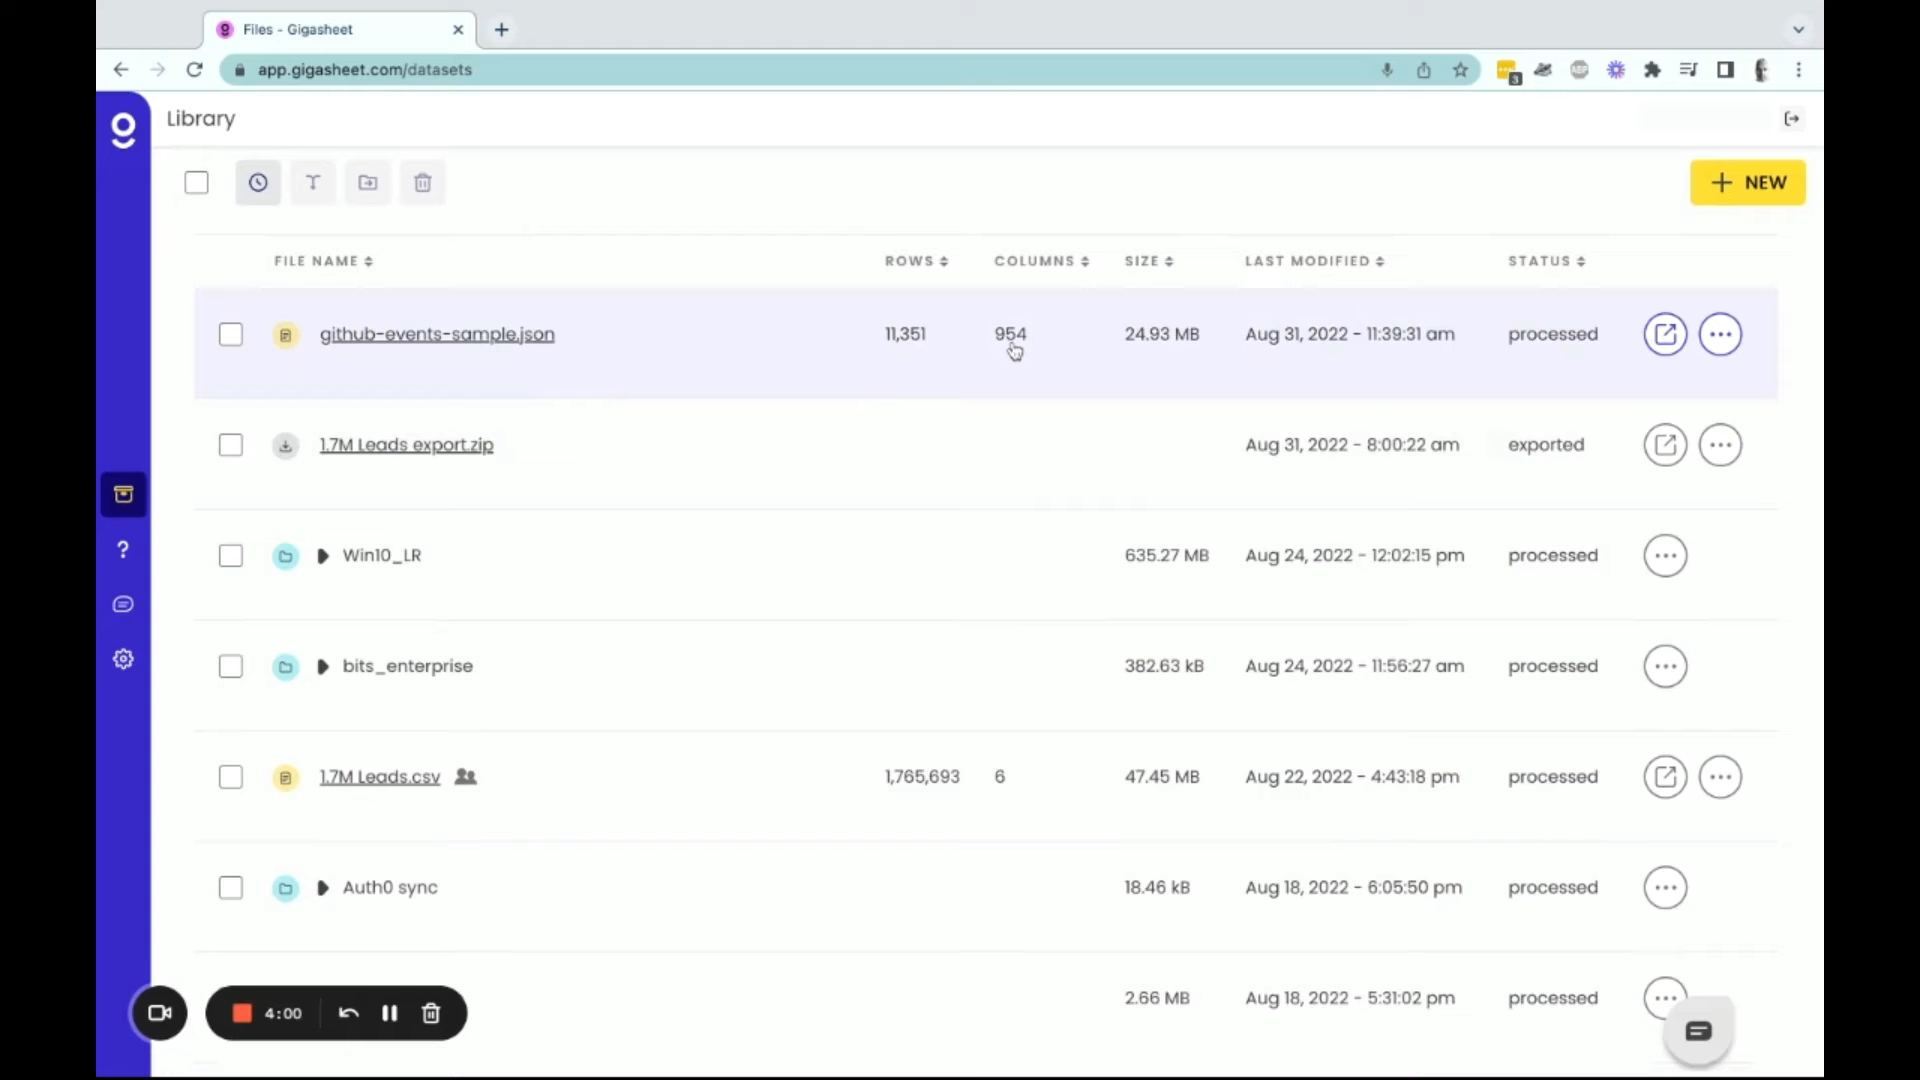 Files - Gigasheet
app.gigasheet.com/datasets
3
Library
NEW
FILE NAME ROWS COLUMNS SIZE LAST MODIFIED STATUS
github-events-sample.json 11,351 954 24.93 MB Aug 31, 2022 - 11:39:31 am processed
1.7M Leads export.zip Aug 31, 2022 - 8:00:22 am exported
Win10_LR 635.27 MB Aug 24, 2022 - 12:02:15 pm processed
bits_enterprise 382.63 kB Aug 24, 2022 - 11:56:27 am processed
1.7M Leads.csv 1,765,693 6 47.45 MB Aug 22, 2022 - 4:43:18 pm processed
Auth0 sync 18.46 kB Aug 18, 2022 - 6:05:50 pm processed
2.66 MB Aug 18, 2022 - 5:31:02 pm processed
4:00